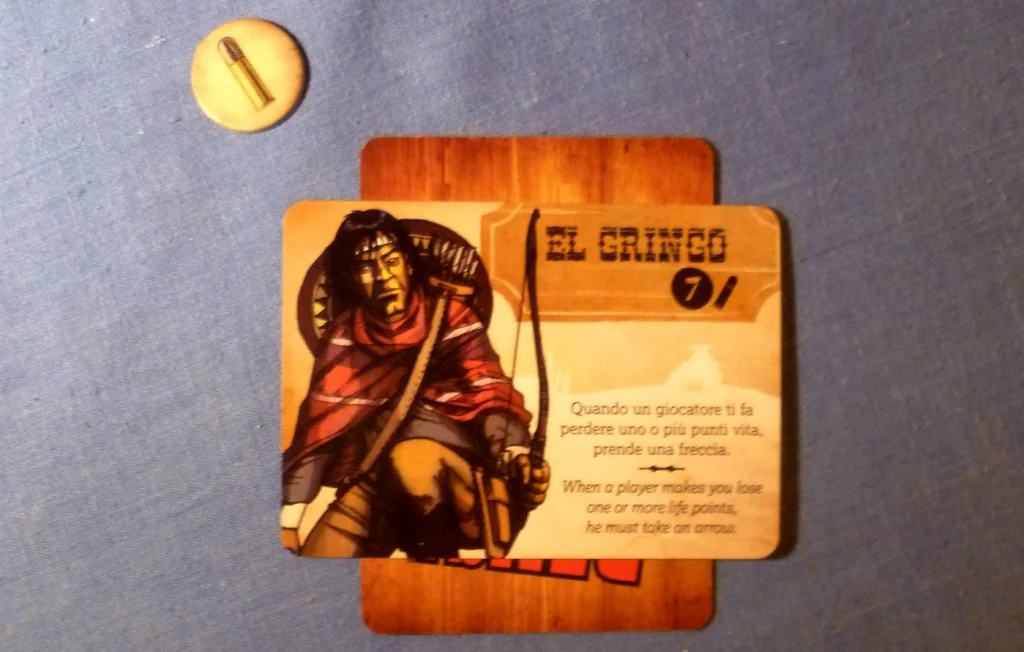 EL GRINGO
7
Quando un giocatore ti fa
perdere uno o più punti vita,
prende una freccia.
When a player makes you lose
one or more life points,
he must take an arrow.